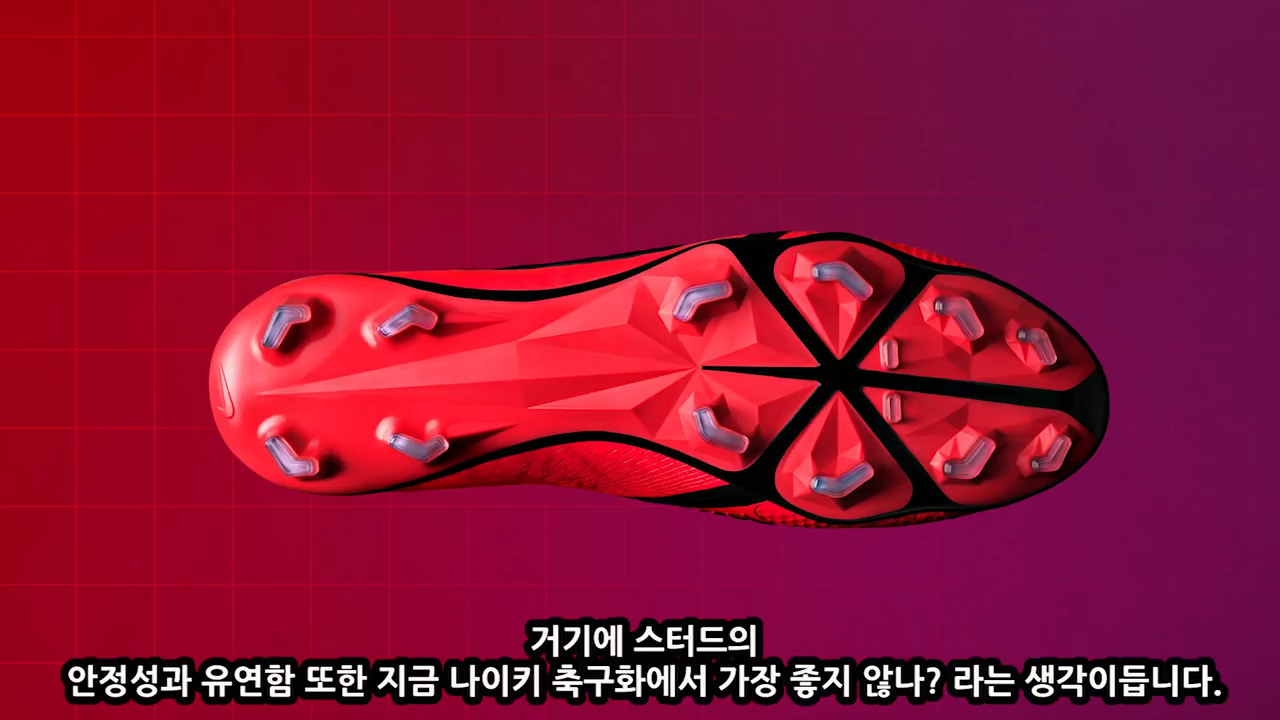 거기에 스터드의
안정성과 유연함 또한 지금 나이키 축구화에서 가장 좋지 않나? 라는 생각이듭니다.